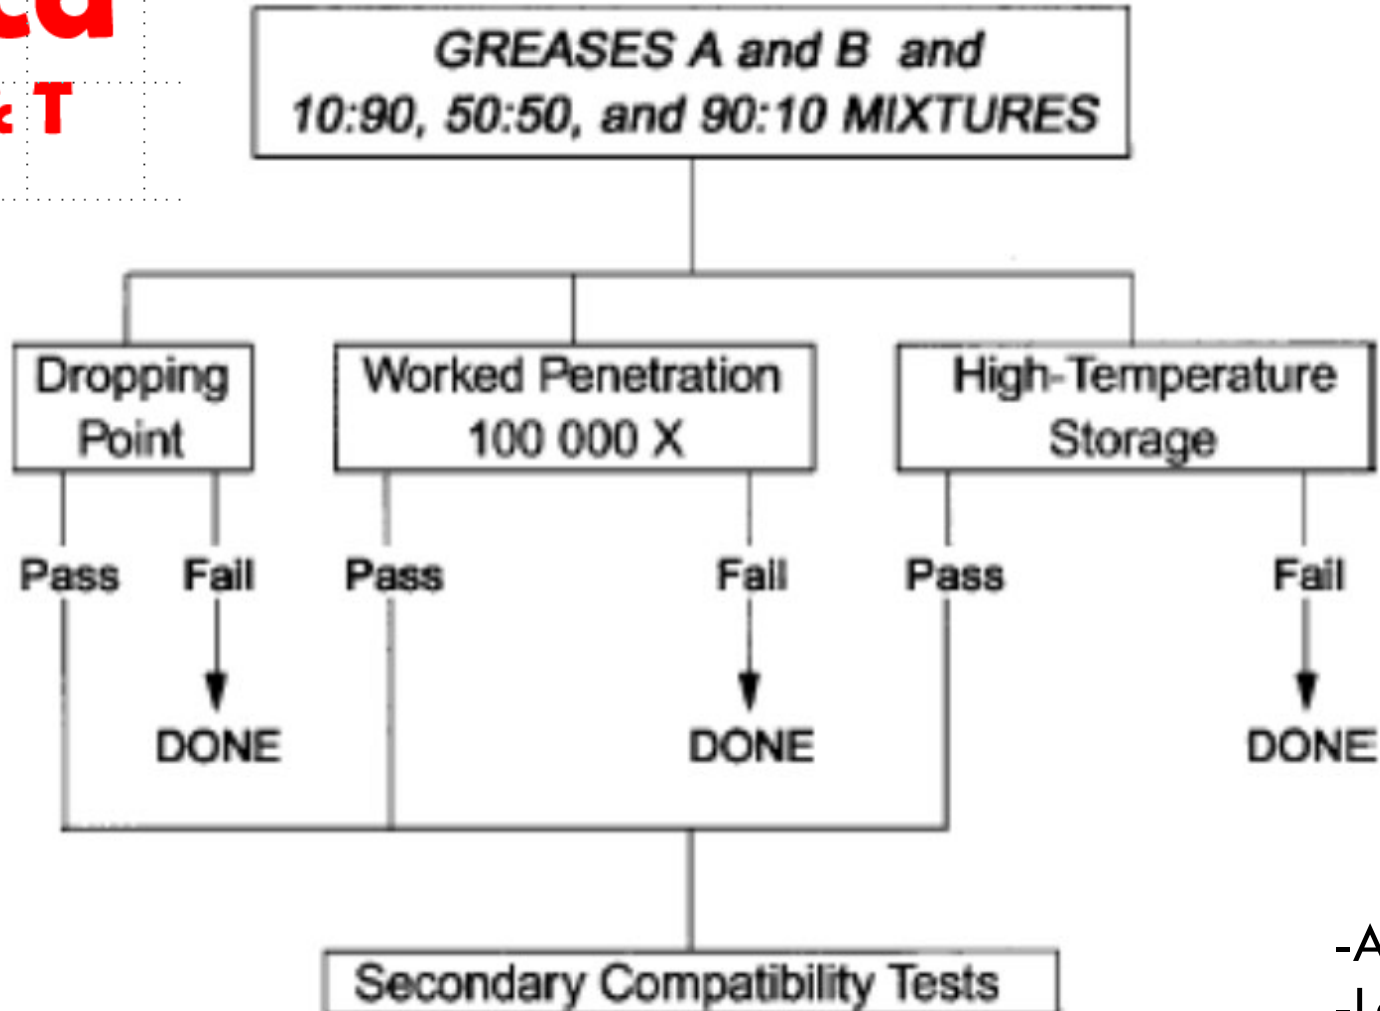 T
GREASES A and B and
10:90, 50:50, and 90:10 MIXTURES
Dropping
Point
Worked Penetration
100 000 X
High-Temperature
Storage
Pass
Fail
Pass
Fail
Pass
Fail
DONE
DONE
DONE
Secondary Compatibility Tests